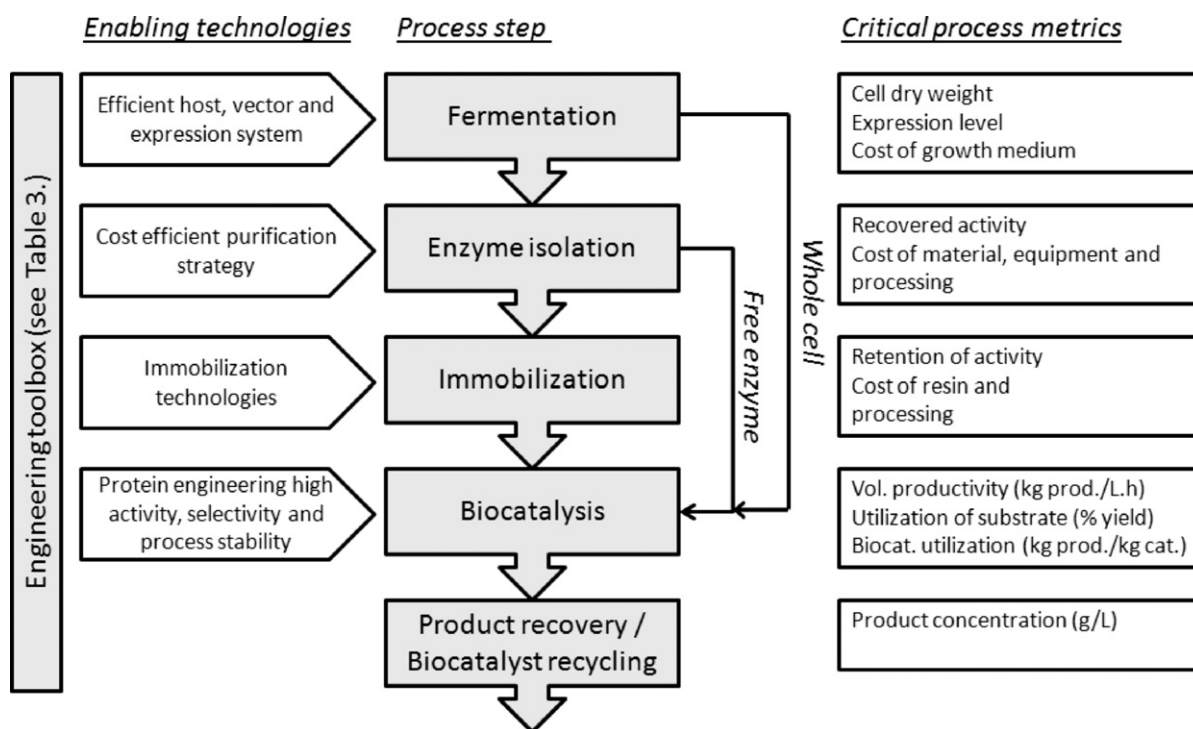 Enabling technologies
Process step
Critical process metrics
Engineering toolbox (see Table 3.)
Efficient host, vector and
expression system
Fermentation
Cell dry weight
Expression level
Cost of growth medium
Cost efficient purification
strategy
Enzyme isolation
Recovered activity
Cost of material, equipment and
processing
Free enzyme
Whole cell
Immobilization
technologies
Immobilization
Retention of activity
Cost of resin and
processing
Protein engineering high
activity, selectivity and
process stability
Biocatalysis
Vol. productivity (kg prod./L.h)
Utilization of substrate (% yield)
Biocat. utilization (kg prod./kg cat.)
Product recovery /
Biocatalyst recycling
Product concentration (g/L)